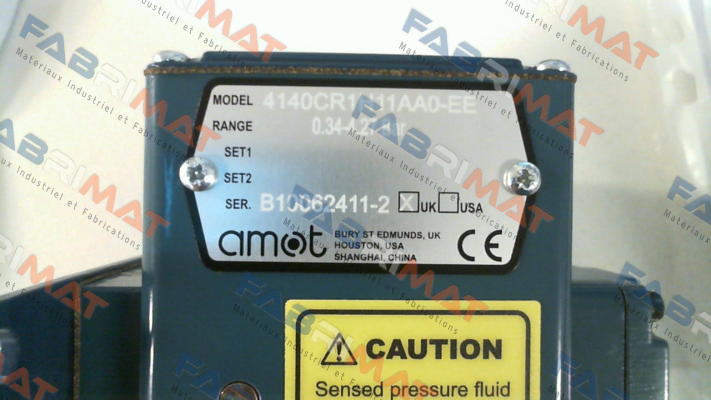 MODEL
RANGE
SET1
SET2
SER. B10062411-2 X UK USA
amot BURY ST EDMUNDS, UK
HOUSTON, USA
SHANGHAI, CHINA
CE
CAUTION
Sensed pressure fluid
FABRIMAT
Materiaux Industriel et Fabrications